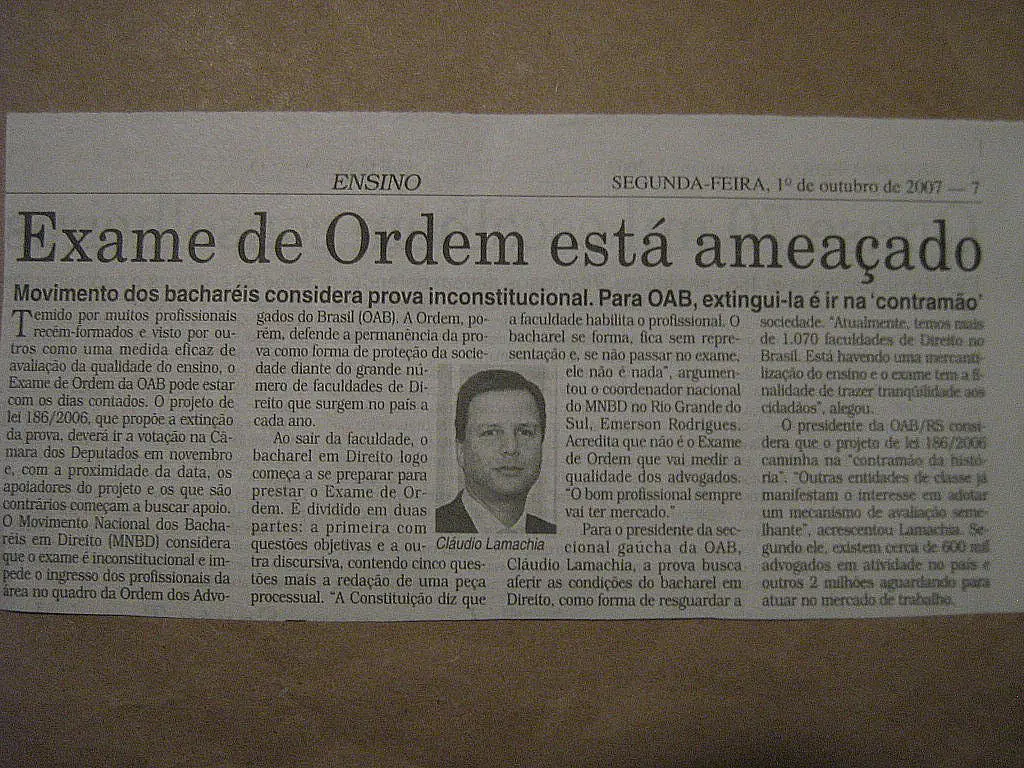 ENSINO
SEGUNDA-FEIRA, 1º de outubro de 2007 — 7
Exame de Ordem está ameaçado
Movimento dos bacharéis considera prova inconstitucional. Para OAB, extingui-la é ir na 'contramão'
Temido por muitos profissionais
recém-formados e visto por ou-
tros como uma medida eficaz de
avaliação da qualidade do ensino, o
Exame de Ordem da OAB pode estar
com os dias contados. O projeto de
lei 186/2006, que propõe a extinção
da prova, deverá ir a votação na Câ-
mara dos Deputados em novembro
e, com a proximidade da data, os
apoiadores do projeto e os que são
contrários começam a buscar apoio.
O Movimento Nacional dos Bacha-
réis em Direito (MNBD) considera
que o exame é inconstitucional e im-
pede o ingresso dos profissionais da
área no quadro da Ordem dos Advo-
gados do Brasil (OAB). A Ordem, po-
rém, defende a permanência da pro-
va como forma de proteção da socie-
dade diante do grande nú-
mero de faculdades de Di-
reito que surgem no país a
cada ano.
Ao sair da faculdade, o
bacharel em Direito logo
começa a se preparar para
prestar o Exame de Or-
dem. É dividido em duas
partes: a primeira com
questões objetivas e a ou-
tra discursiva, contendo cinco ques-
tões mais a redação de uma peça
processual. "A Constituição diz que
a faculdade habilita o profissional. O
bacharel se forma, fica sem repre-
sentação e, se não passar no exame,
ele não é nada", argumen-
tou o coordenador nacional
do MNBD no Rio Grande do
Sul, Emerson Rodrigues.
Acredita que não é o Exame
de Ordem que vai medir a
qualidade dos advogados.
"O bom profissional sempre
vai ter mercado."
Para o presidente da sec-
cional gaúcha da OAB,
Cláudio Lamachia, a prova busca
aferir as condições do bacharel em
Direito, como forma de resguardar a
Cláudio Lamachia
sociedade. "Atualmente, temos mais
de 1.070 faculdades de Direito no
Brasil. Está havendo uma mercanti-
lização do ensino e o exame tem a fi-
nalidade de trazer tranqüilidade aos
cidadãos", alegou.
O presidente da OAB/RS consi-
dera que o projeto de lei 186/2006
caminha na "contramão da histó-
ria". "Outras entidades de classe já
manifestam o interesse em adotar
um mecanismo de avaliação seme-
lhante", acrescentou Lamachia. Se-
gundo ele, existem cerca de 600 mil
advogados em atividade no país e
outros 2 milhões aguardando para
atuar no mercado de trabalho.